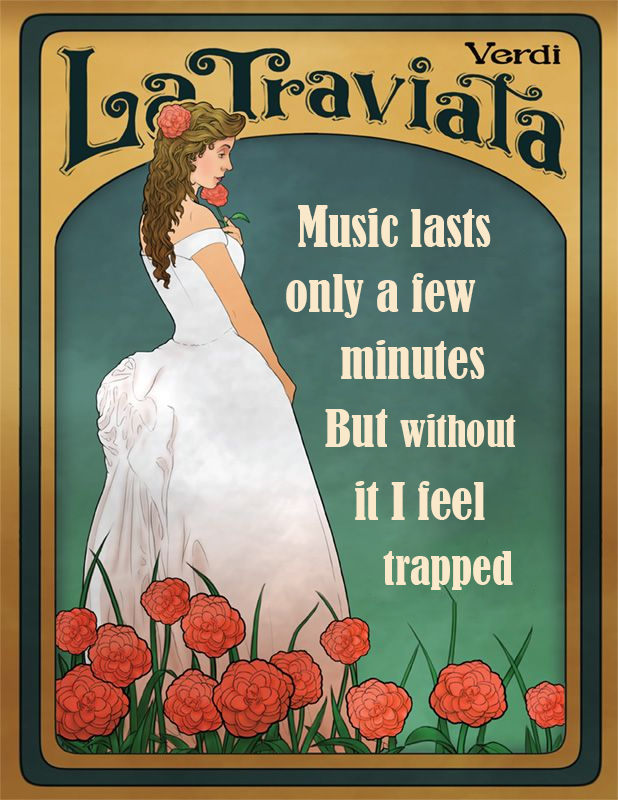 Verdi
La Traviata
Music lasts
only a few
minutes
But without
it I feel
trapped